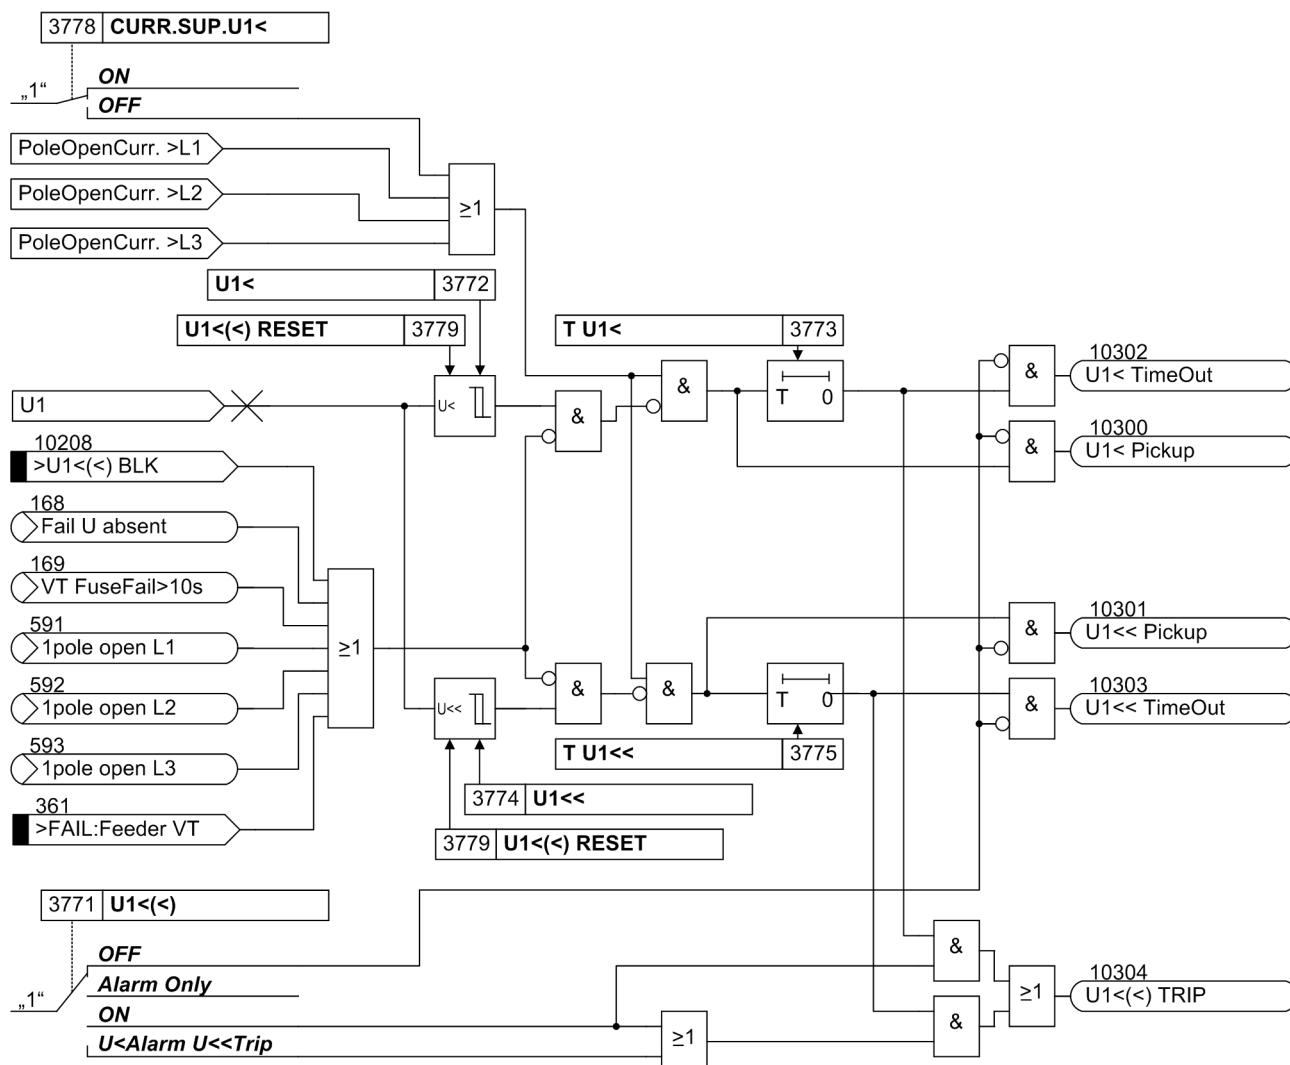 3778 CURR.SUP.U1<
ON
„1“
OFF
PoleOpenCurr. >L1
PoleOpenCurr. >L2
≥1
PoleOpenCurr. >L3
U1< 3772
U1<(<) RESET 3779
T U1< 3773
10302
& & U1< TimeOut
T 0
U1 U< &
10300
10208
& U1< Pickup
>U1<(<) BLK
168
Fail U absent
169
VT FuseFail>10s
10301
591
& U1<< Pickup
1pole open L1 ≥1
592
10303
& & T 0 & U1<< TimeOut
1pole open L2 U<<
593
T U1<< 3775
1pole open L3
3774 U1<<
361
>FAIL:Feeder VT
3779 U1<(<) RESET
3771 U1<(<)
OFF &
10304
Alarm Only
„1“ ≥1 U1<(<) TRIP
ON
&
≥1
U<Alarm U<<Trip